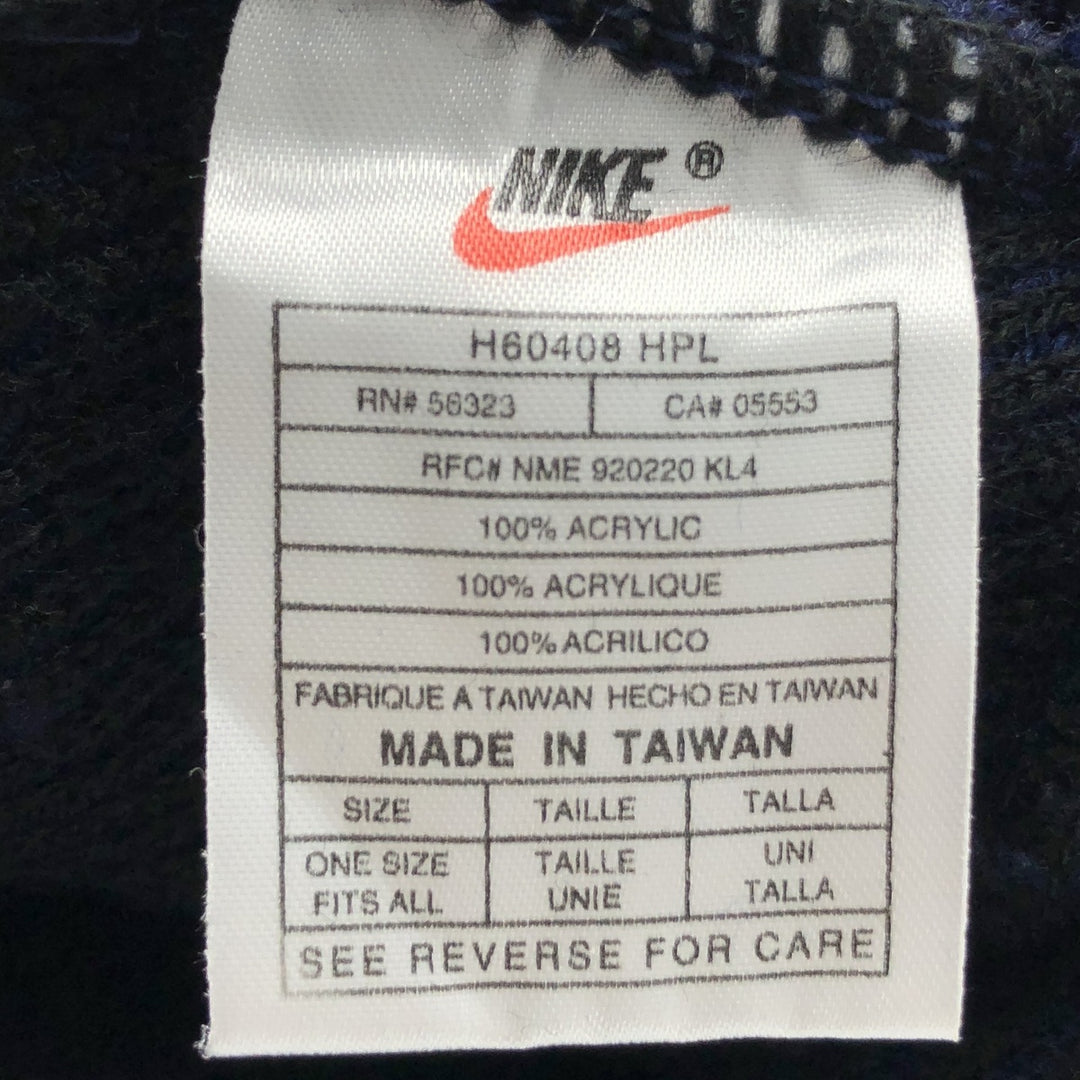 NIKE ®
H60408 HPL
RN# 56323 CA# 05553
RFC# NME 920220 KL4
100% ACRYLIC
100% ACRYLIQUE
100% ACRILICO
FABRIQUE A TAIWAN HECHO EN TAIWAN
MADE IN TAIWAN
SIZE TAILLE TALLA
ONE SIZE TAILLE UNI
FITS ALL UNIE TALLA
SEE REVERSE FOR CARE